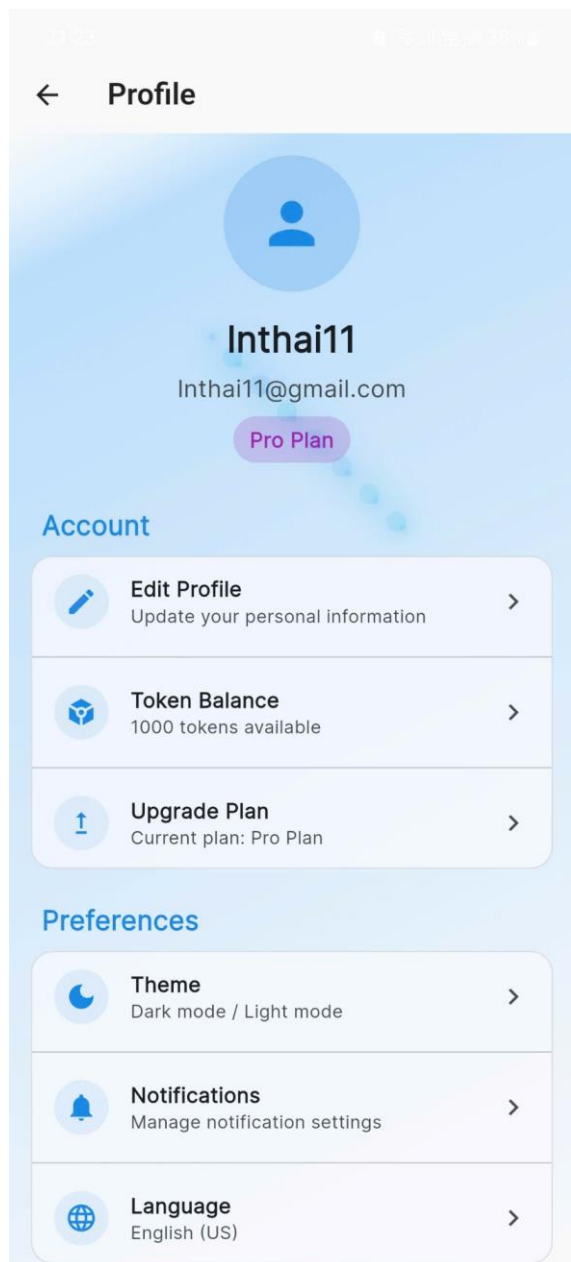 Profile
Inthai11
Inthai11@gmail.com
Pro Plan
Account
Edit Profile
Update your personal information
Token Balance
1000 tokens available
Upgrade Plan
Current plan: Pro Plan
Preferences
Theme
Dark mode / Light mode
Notifications
Manage notification settings
Language
English (US)